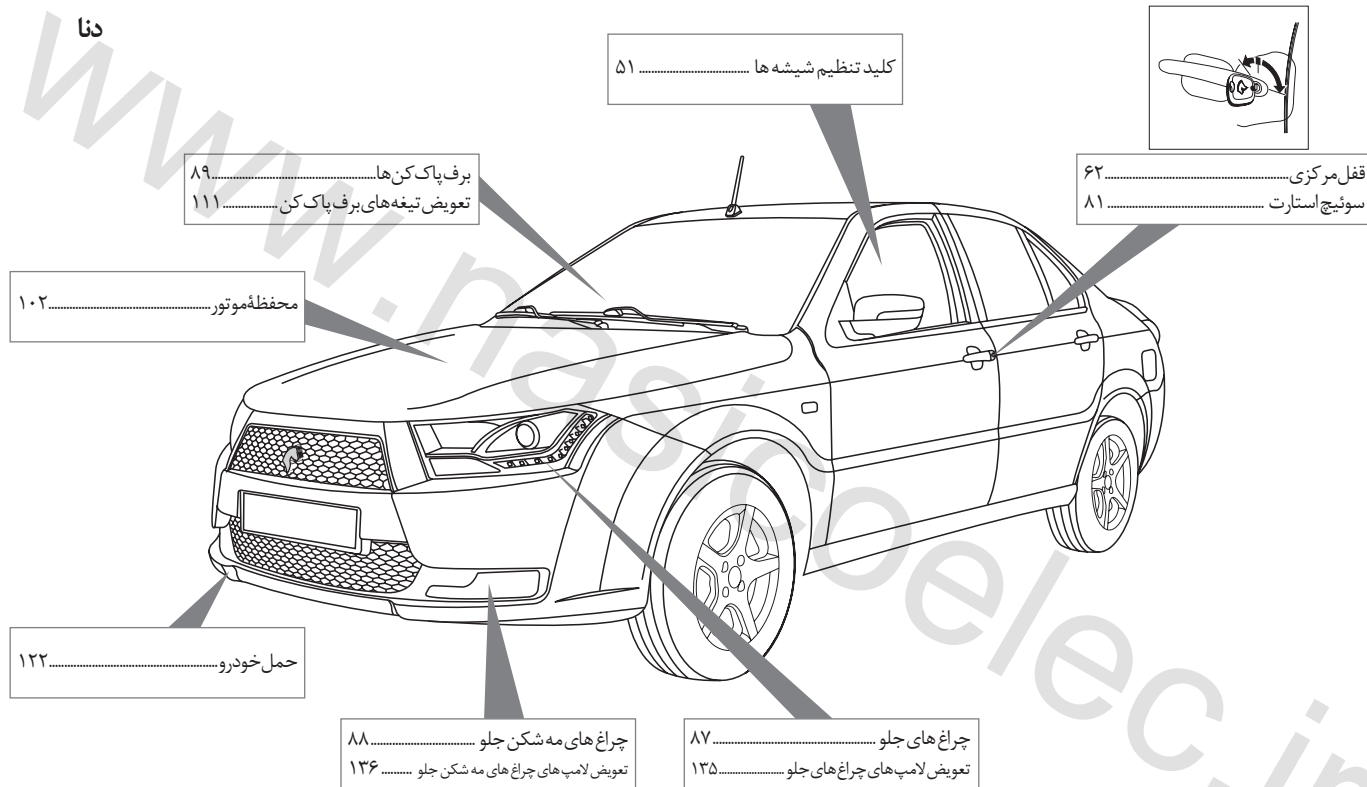 دنا
کلید تنظیم شیشه ها ................................ ۵۱
قفل مرکزی ................................ ۶۲
سوئیچ استارت ................................ ۸۱
برف پاک کن ها ................................ ۸۹
تعویض تیغه های برف پاک کن ................ ۱۱۱
محفظهٔ موتور ................................ ۱۰۲
حمل خودرو ................................ ۱۲۲
چراغ های مه شکن جلو ................................ ۸۸
تعویض لامپ های چراغ های مه شکن جلو ......... ۱۳۶
چراغ های جلو ................................ ۸۷
تعویض لامپ های چراغ های جلو ................ ۱۳۵
www.nasicoelec.ir